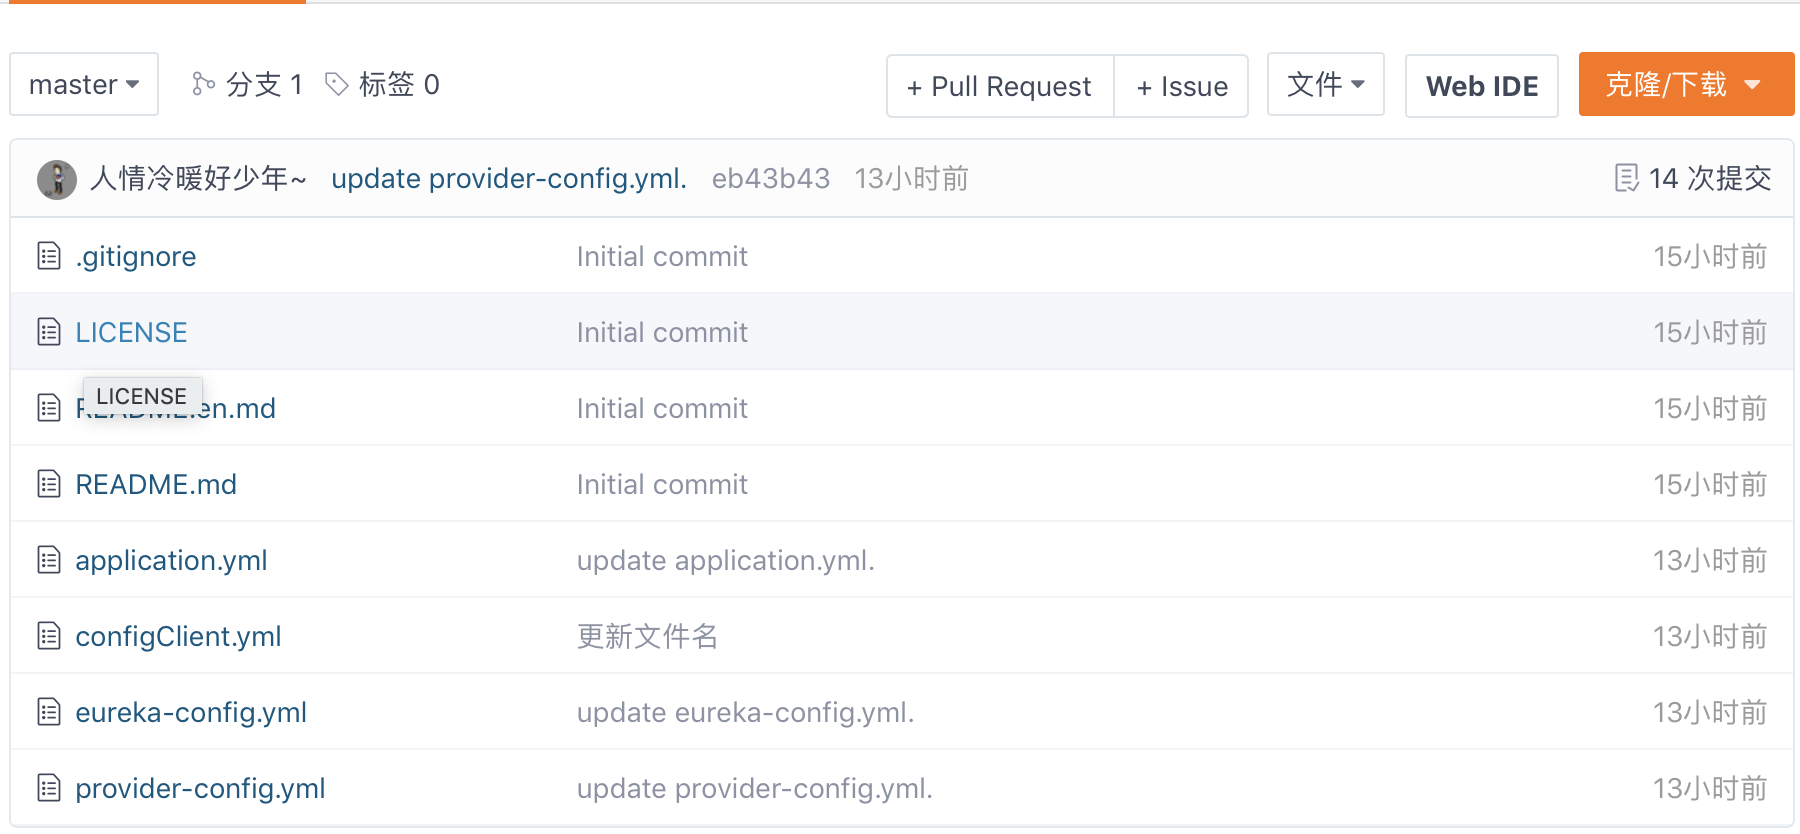 master 分支 1 标签 0 + Pull Request + Issue 文件 Web IDE 克隆/下载
人情冷暖好少年~ update provider-config.yml. eb43b43 13小时前 14 次提交
.gitignore Initial commit 15小时前
LICENSE Initial commit 15小时前
LICENSE
README.en.md Initial commit 15小时前
README.md Initial commit 15小时前
application.yml update application.yml. 13小时前
configClient.yml 更新文件名 13小时前
eureka-config.yml update eureka-config.yml. 13小时前
provider-config.yml update provider-config.yml. 13小时前